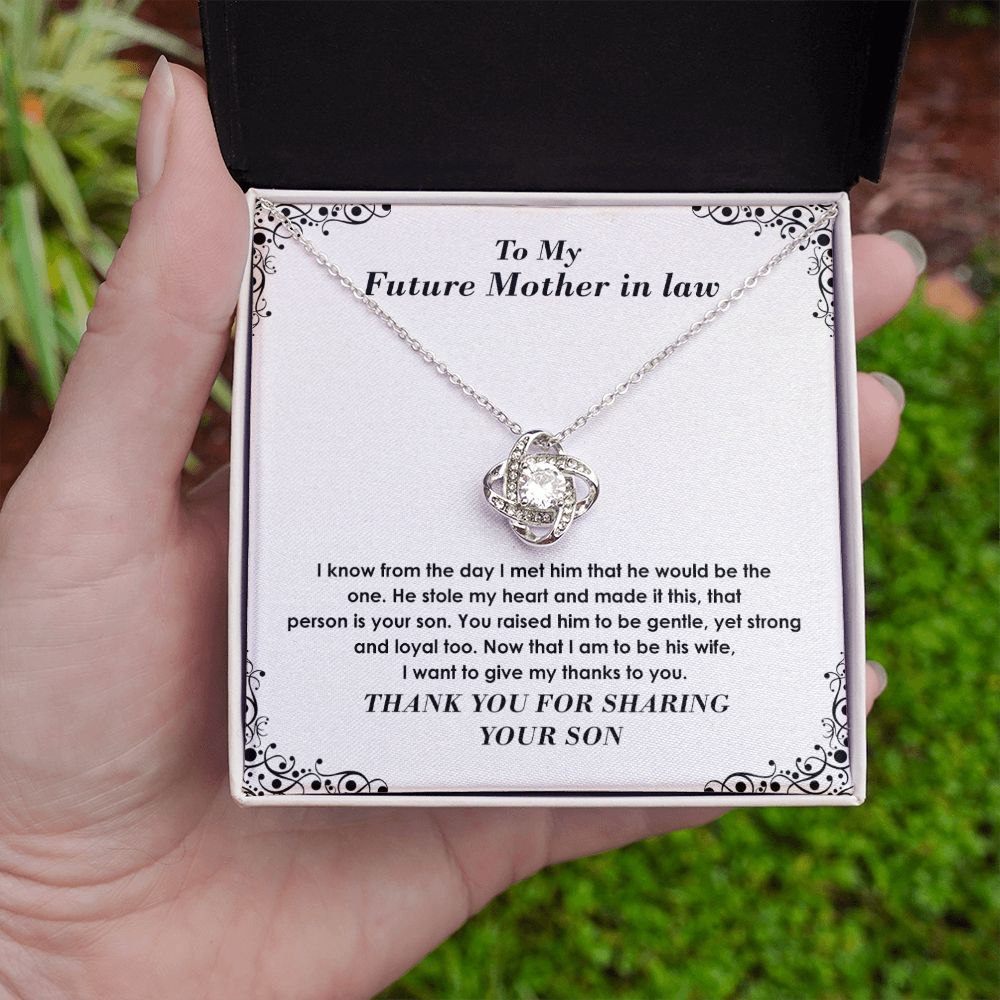 To My
Future Mother in law
I know from the day I met him that he would be the
one. He stole my heart and made it this, that
person is your son. You raised him to be gentle, yet strong
and loyal too. Now that I am to be his wife,
I want to give my thanks to you.
THANK YOU FOR SHARING
YOUR SON